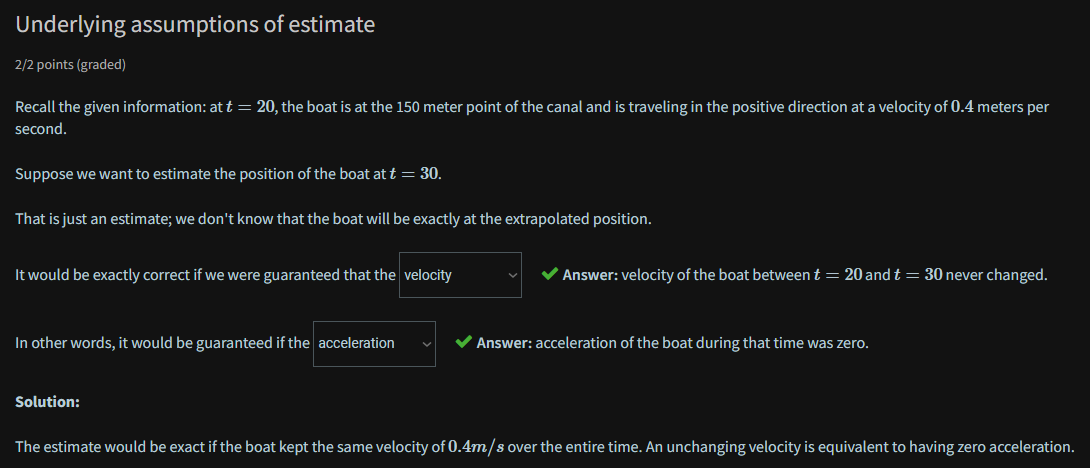 Underlying assumptions of estimate
2/2 points (graded)
Recall the given information: at t = 20, the boat is at the 150 meter point of the canal and is traveling in the positive direction at a velocity of 0.4 meters per
second.
Suppose we want to estimate the position of the boat at t = 30.
That is just an estimate; we don't know that the boat will be exactly at the extrapolated position.
It would be exactly correct if we were guaranteed that the velocity ✔ Answer: velocity of the boat between t = 20 and t = 30 never changed.
In other words, it would be guaranteed if the acceleration ✔ Answer: acceleration of the boat during that time was zero.
Solution:
The estimate would be exact if the boat kept the same velocity of 0.4m/s over the entire time. An unchanging velocity is equivalent to having zero acceleration.